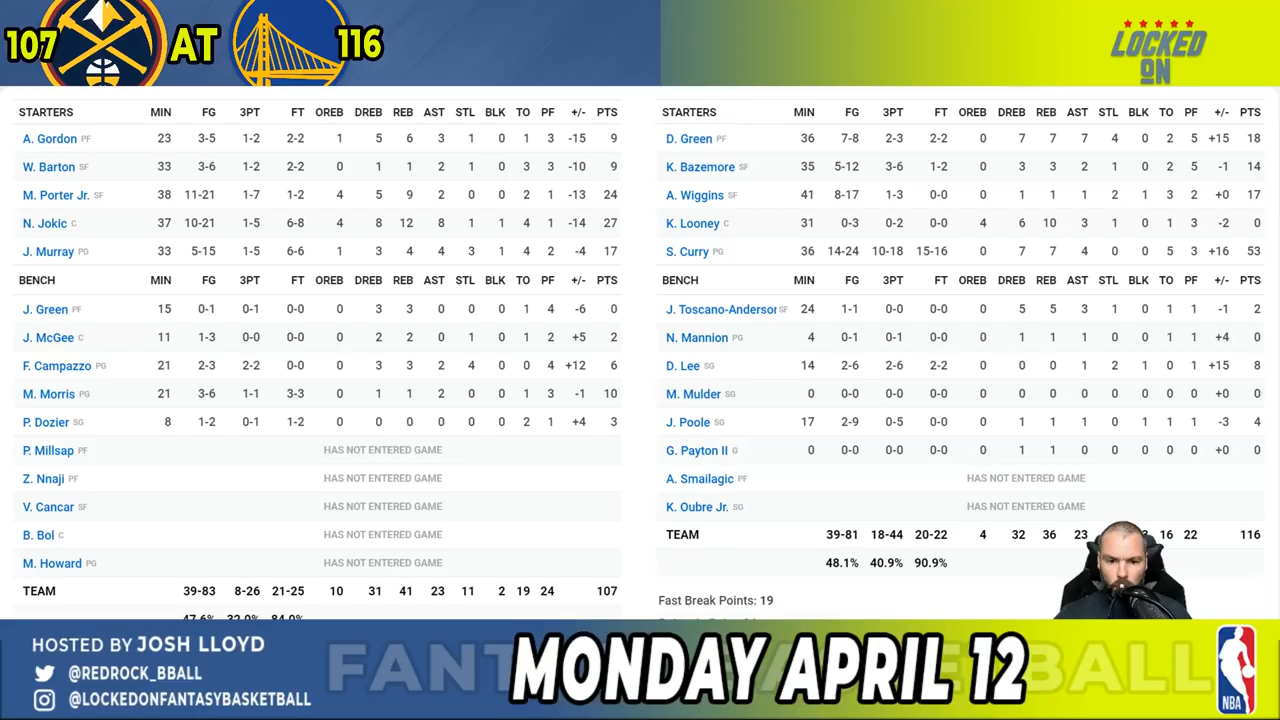 107 AT 116
LOCKED
ON
STARTERS MIN FG 3PT FT OREB DREB REB AST STL BLK TO PF +/- PTS
A. Gordon PF 23 3-5 1-2 2-2 1 5 6 3 1 0 1 3 -15 9
W. Barton SF 33 3-6 1-2 2-2 0 1 1 2 1 0 3 3 -10 9
M. Porter Jr. SF 38 11-21 1-7 1-2 4 5 9 2 0 0 2 1 -13 24
N. Jokic C 37 10-21 1-5 6-8 4 8 12 8 1 1 4 1 -14 27
J. Murray PG 33 5-15 1-5 6-6 1 3 4 4 3 1 4 2 -4 17
BENCH MIN FG 3PT FT OREB DREB REB AST STL BLK TO PF +/- PTS
J. Green PF 15 0-1 0-1 0-0 0 3 3 0 0 0 1 4 -6 0
J. McGee C 11 1-3 0-0 0-0 0 2 2 0 1 0 1 2 +5 2
F. Campazzo PG 21 2-3 2-2 0-0 0 3 3 2 4 0 0 4 +12 6
M. Morris PG 21 3-6 1-1 3-3 0 1 1 2 0 0 1 3 -1 10
P. Dozier SG 8 1-2 0-1 1-2 0 0 0 0 0 0 2 1 +4 3
P. Millsap PF HAS NOT ENTERED GAME
Z. Nnaji PF HAS NOT ENTERED GAME
V. Cancar SF HAS NOT ENTERED GAME
B. Bol C HAS NOT ENTERED GAME
M. Howard PG HAS NOT ENTERED GAME
TEAM 39-83 8-26 21-25 10 31 41 23 11 2 19 24 107
STARTERS MIN FG 3PT FT OREB DREB REB AST STL BLK TO PF +/- PTS
D. Green PF 36 7-8 2-3 2-2 0 7 7 7 4 0 2 5 +15 18
K. Bazemore SF 35 5-12 3-6 1-2 0 3 3 2 1 0 2 5 -1 14
A. Wiggins SF 41 8-17 1-3 0-0 0 1 1 1 2 1 3 2 +0 17
K. Looney C 31 0-3 0-2 0-0 4 6 10 3 1 0 1 3 -2 0
S. Curry PG 36 14-24 10-18 15-16 0 7 7 4 0 0 5 3 +16 53
BENCH MIN FG 3PT FT OREB DREB REB AST STL BLK TO PF +/- PTS
J. Toscano-Anderson SF 24 1-1 0-0 0-0 0 5 5 3 1 0 1 1 -1 2
N. Mannion PG 4 0-1 0-1 0-0 0 1 1 1 0 0 1 1 +4 0
D. Lee SG 14 2-6 2-6 2-2 0 0 0 1 2 1 0 1 +15 8
M. Mulder SG 0 0-0 0-0 0-0 0 0 0 0 0 0 0 0 +0 0
J. Poole SG 17 2-9 0-5 0-0 0 1 1 1 0 1 1 1 -3 4
G. Payton II G 0 0-0 0-0 0-0 0 1 1 0 0 0 0 0 +0 0
A. Smailagic PF HAS NOT ENTERED GAME
K. Oubre Jr. SG HAS NOT ENTERED GAME
TEAM 39-81 18-44 20-22 4 32 36 23 16 22 116
48.1% 40.9% 90.9%
Fast Break Points: 19
HOSTED BY JOSH LLOYD
@REDROCK_BBALL
@LOCKEDONFANTASYBASKETBALL
MONDAY APRIL 12
NBA